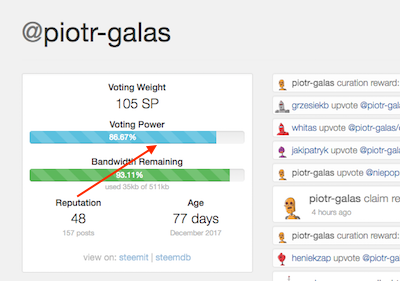 @piotr-galas
Voting Weight
105 SP
Voting Power
86.67%
Bandwidth Remaining
93.11%
used 35kb of 511kb
Reputation
48
157 posts
Age
77 days
December 2017
view on: steemit | steemdb
piotr-galas curation reward:
grzesiekb upvote @piotr-gala
whitas upvote @piotr-galas/
jakipatryk upvote @piotr-gal
piotr-galas upvote @niepop
piotr-galas claim re
4 hours ago
piotr-galas curation reward:
heniekzap upvote @piotr-ga